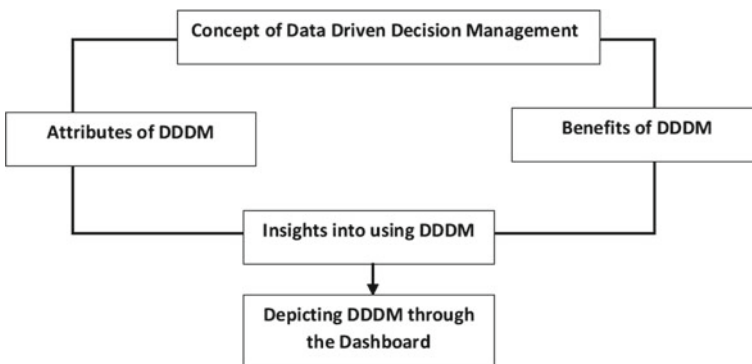 Concept of Data Driven Decision Management
Attributes of DDDM
Benefits of DDDM
Insights into using DDDM
Depicting DDDM through
the Dashboard